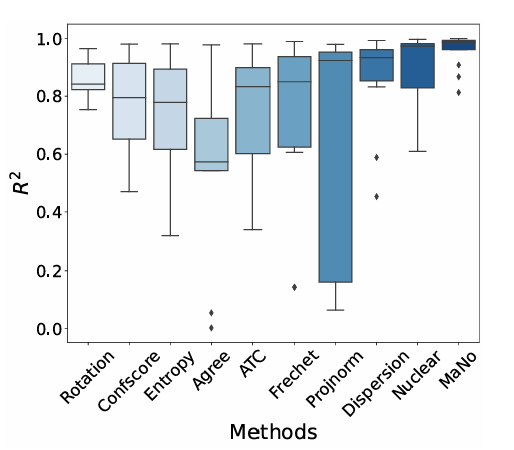 R²
1.0
0.8
0.6
0.4
0.2
0.0
Rotation
Confscore
Entropy
Agree
ATC
Frechet
Projnorm
Dispersion
Nuclear
MaNo
Methods